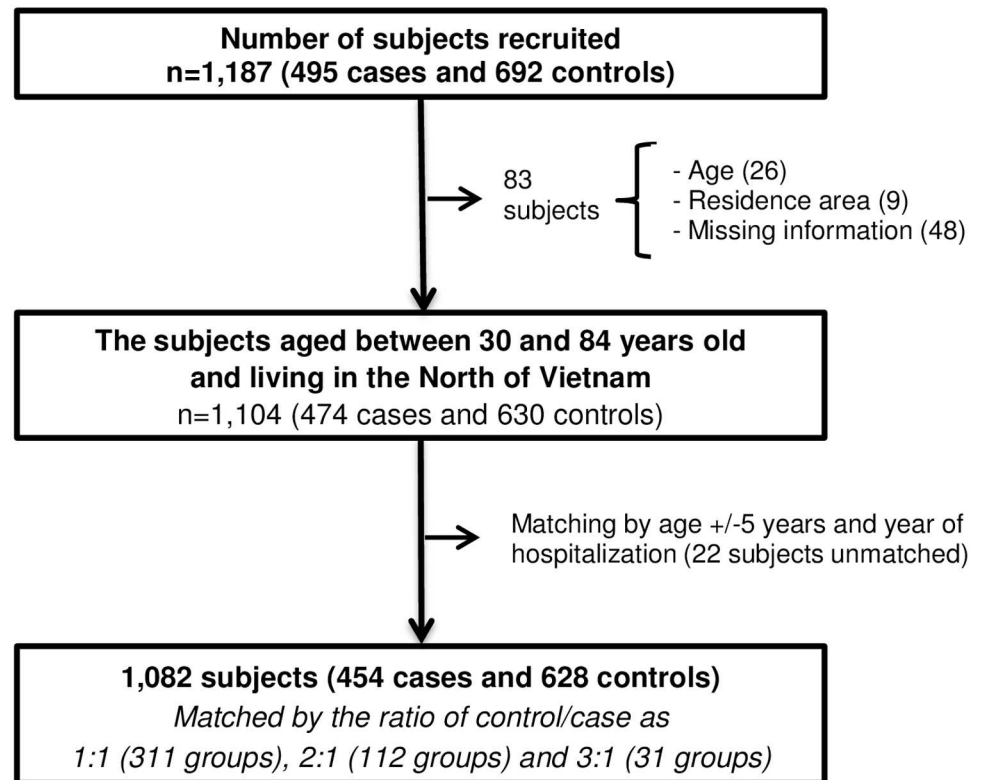 Number of subjects recruited
n=1,187 (495 cases and 692 controls)
83
subjects
- Age (26)
- Residence area (9)
- Missing information (48)
The subjects aged between 30 and 84 years old
and living in the North of Vietnam
n=1,104 (474 cases and 630 controls)
Matching by age +/-5 years and year of
hospitalization (22 subjects unmatched)
1,082 subjects (454 cases and 628 controls)
Matched by the ratio of control/case as
1:1 (311 groups), 2:1 (112 groups) and 3:1 (31 groups)